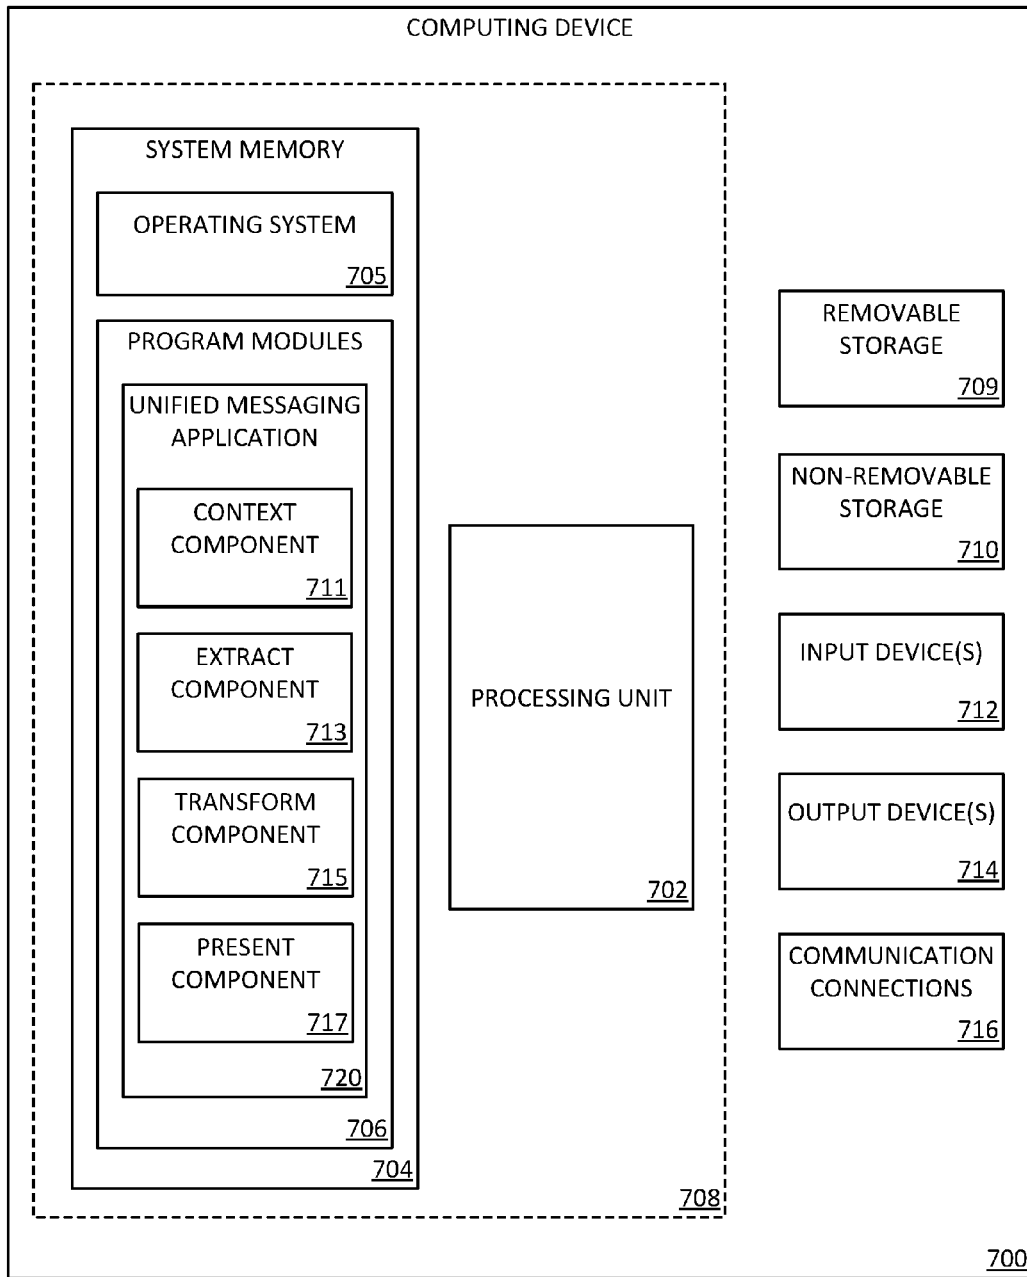 COMPUTING DEVICE
SYSTEM MEMORY
OPERATING SYSTEM
705
PROGRAM MODULES
UNIFIED MESSAGING
APPLICATION
CONTEXT
COMPONENT
711
EXTRACT
COMPONENT
713
TRANSFORM
COMPONENT
715
PRESENT
COMPONENT
717
720
706
704
PROCESSING UNIT
702
708
REMOVABLE
STORAGE
709
NON-REMOVABLE
STORAGE
710
INPUT DEVICE(S)
712
OUTPUT DEVICE(S)
714
COMMUNICATION
CONNECTIONS
716
700